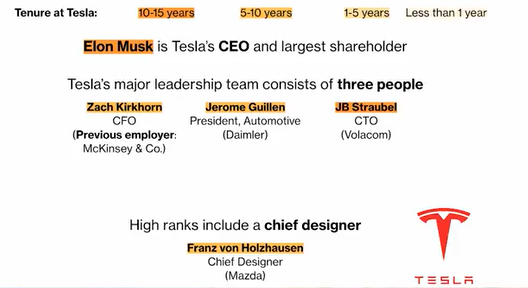 Tenure at Tesla: 10-15 years 5-10 years 1-5 years Less than 1 year
Elon Musk is Tesla's CEO and largest shareholder
Tesla's major leadership team consists of three people
Zach Kirkhorn Jerome Guillen JB Straubel
CFO President, Automotive CTO
(Previous employer: (Daimler) (Volacom)
McKinsey & Co.)
High ranks include a chief designer
Franz von Holzhausen
Chief Designer
(Mazda)
TESLA